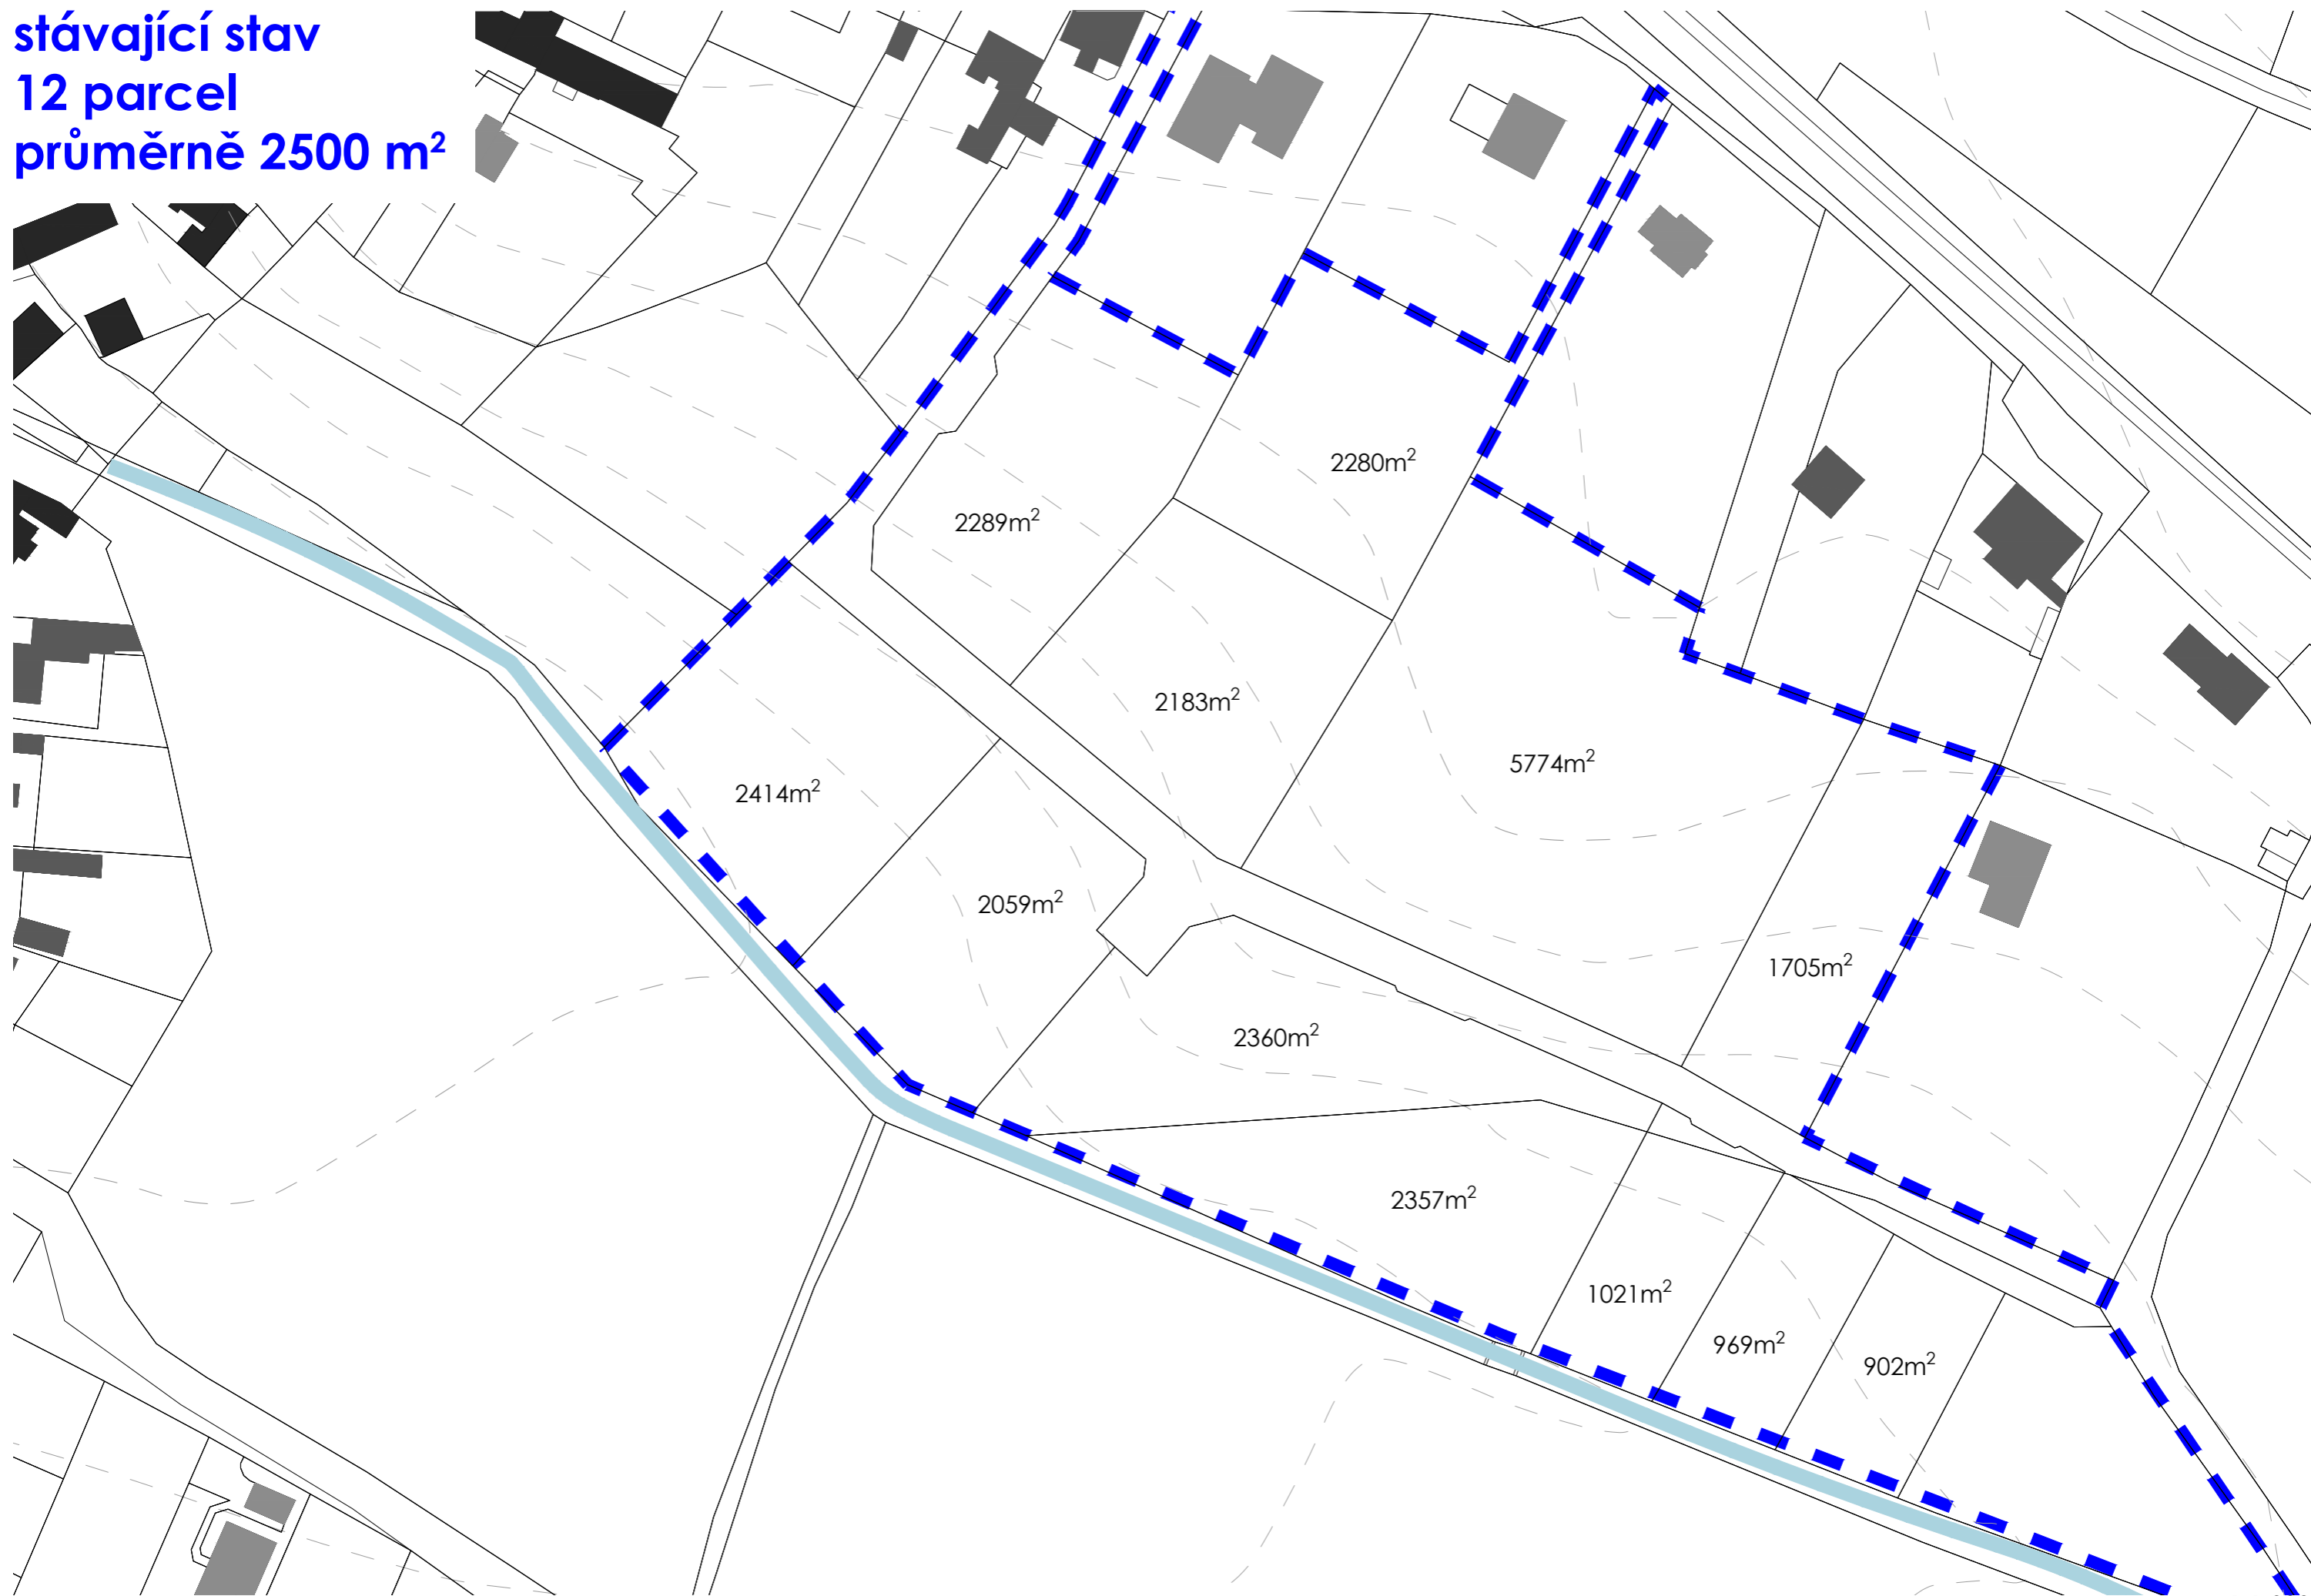 stávající stav
12 parcel
průměrně 2500 m²
2280m²
2289m²
2183m²
5774m²
2414m²
2059m²
1705m²
2360m²
2357m²
1021m²
969m²
902m²